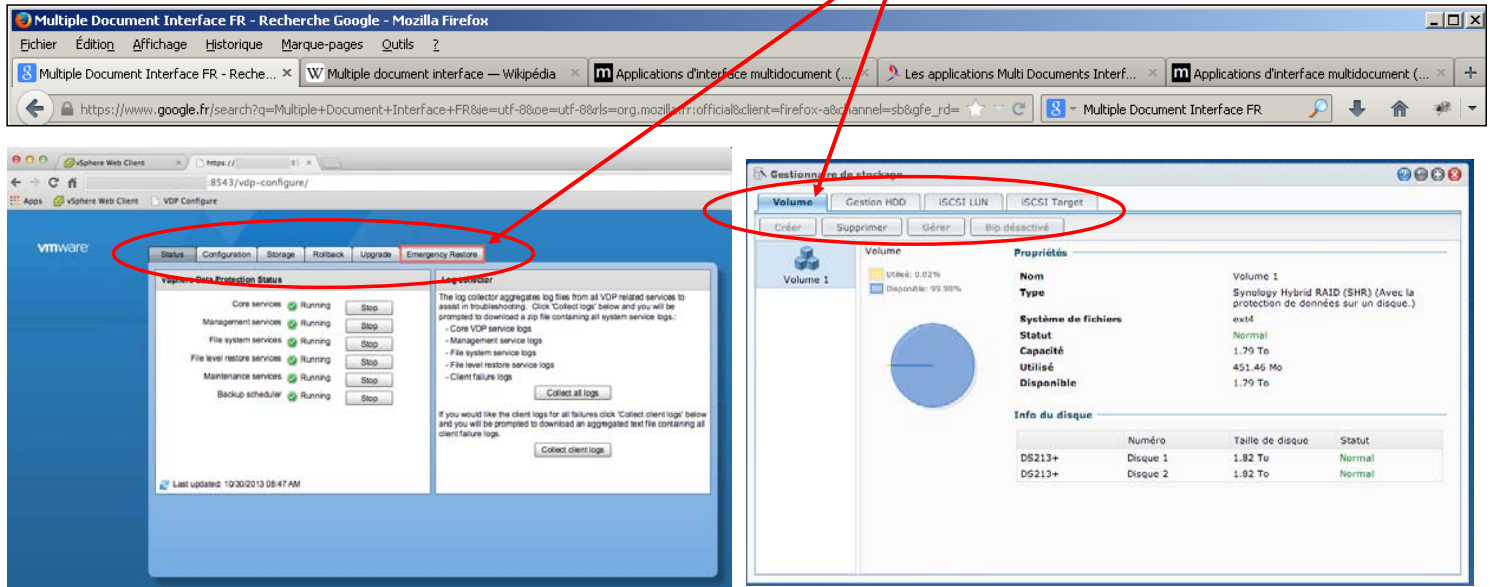 Multiple Document Interface FR - Recherche Google - Mozilla Firefox
Fichier Édition Affichage Historique Marque-pages Outils ?
Multiple Document Interface FR - Reche... × Multiple document interface — Wikipédia × Applications d'interface multidocument (... × Les applications Multi Documents Interf... × Applications d'interface multidocument (... × +
https://www.google.fr/search?q=Multiple+Document+Interface+FR&ie=utf-8&oe=utf-8&rls=org.mozilla:fr:official&client=firefox-a&channel=sb&gfe_rd= Multiple Document Interface FR
vSphere Web Client × https:// ×
:8543/vdp-configure/
Apps vSphere Web Client VDP Configure
vmware
Status Configuration Storage Rollback Upgrade Emergency Restore
vSphere Data Protection Status
Core services Running Stop
Management services Running Stop
File system services Running Stop
File level restore services Running Stop
Maintenance services Running Stop
Backup scheduler Running Stop
Last updated: 10/30/2013 08:47 AM
Log collector
The log collector aggregates log files from all VDP related services to
assist in troubleshooting. Click 'Collect logs' below and you will be
prompted to download a zip file containing all system service logs.:
- Core VDP service logs
- Management service logs
- File system service logs
- File level restore service logs
- Client failure logs
Collect all logs
If you would like the client logs for all failures click 'Collect client logs' below
and you will be prompted to download an aggregated text file containing all
client failure logs.
Collect client logs
Gestionnaire de stockage
Volume Gestion HDD iSCSI LUN iSCSI Target
Créer Supprimer Gérer Bip désactivé
Volume 1
Volume
Utilisé: 0.02%
Disponible: 99.98%
Propriétés
Nom Volume 1
Type Synology Hybrid RAID (SHR) (Avec la
protection de données sur un disque.)
Système de fichiers ext4
Statut Normal
Capacité 1.79 To
Utilisé 451.46 Mo
Disponible 1.79 To
Info du disque
Numéro Taille de disque Statut
DS213+ Disque 1 1.82 To Normal
DS213+ Disque 2 1.82 To Normal